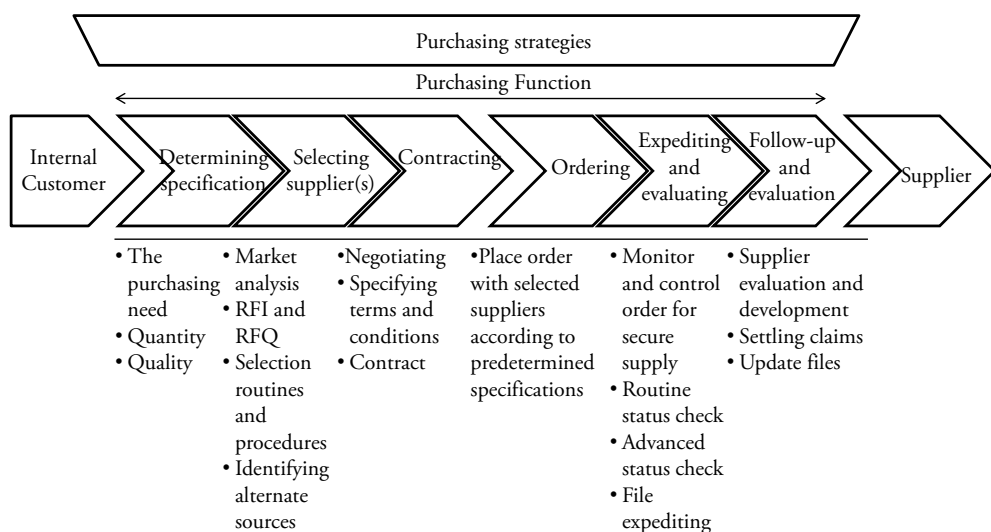 Purchasing strategies
Purchasing Function
Internal
Customer
Determining
specification
Selecting
supplier(s)
Contracting
Ordering
Expediting
and
evaluating
Follow-up
and
evaluation
Supplier
• The
purchasing
need
• Quantity
• Quality
• Market
analysis
• RFI and
RFQ
• Selection
routines
and
procedures
• Identifying
alternate
sources
•Negotiating
• Specifying
terms and
conditions
• Contract
•Place order
with selected
suppliers
according to
predetermined
specifications
• Monitor
and control
order for
secure
supply
• Routine
status check
• Advanced
status check
• File
expediting
• Supplier
evaluation and
development
• Settling claims
• Update files